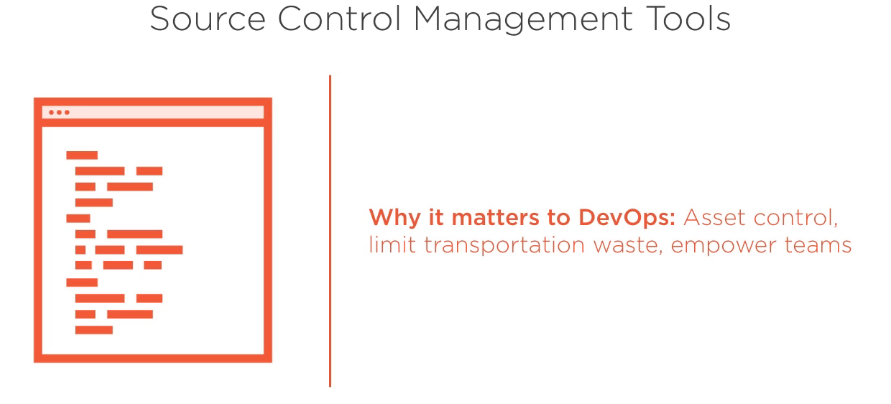 Source Control Management Tools
Why it matters to DevOps: Asset control,
limit transportation waste, empower teams